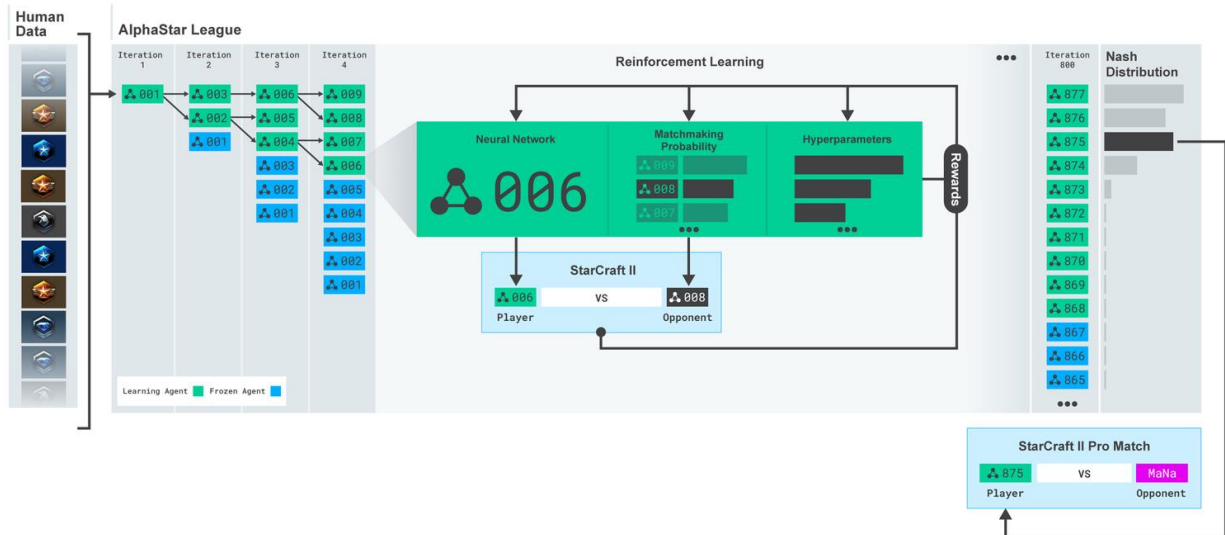 Human
Data
AlphaStar League
Iteration
1
Iteration
2
Iteration
3
Iteration
4
001
003
002
001
006
005
004
003
002
001
009
008
007
006
005
004
003
002
001
Learning Agent
Frozen Agent
Reinforcement Learning
Neural Network
006
Matchmaking
Probability
009
008
007
Hyperparameters
Rewards
StarCraft II
006 VS 008
Player Opponent
Iteration
800
877
876
875
874
873
872
871
870
869
868
867
866
865
Nash
Distribution
StarCraft II Pro Match
875 VS MaNa
Player Opponent